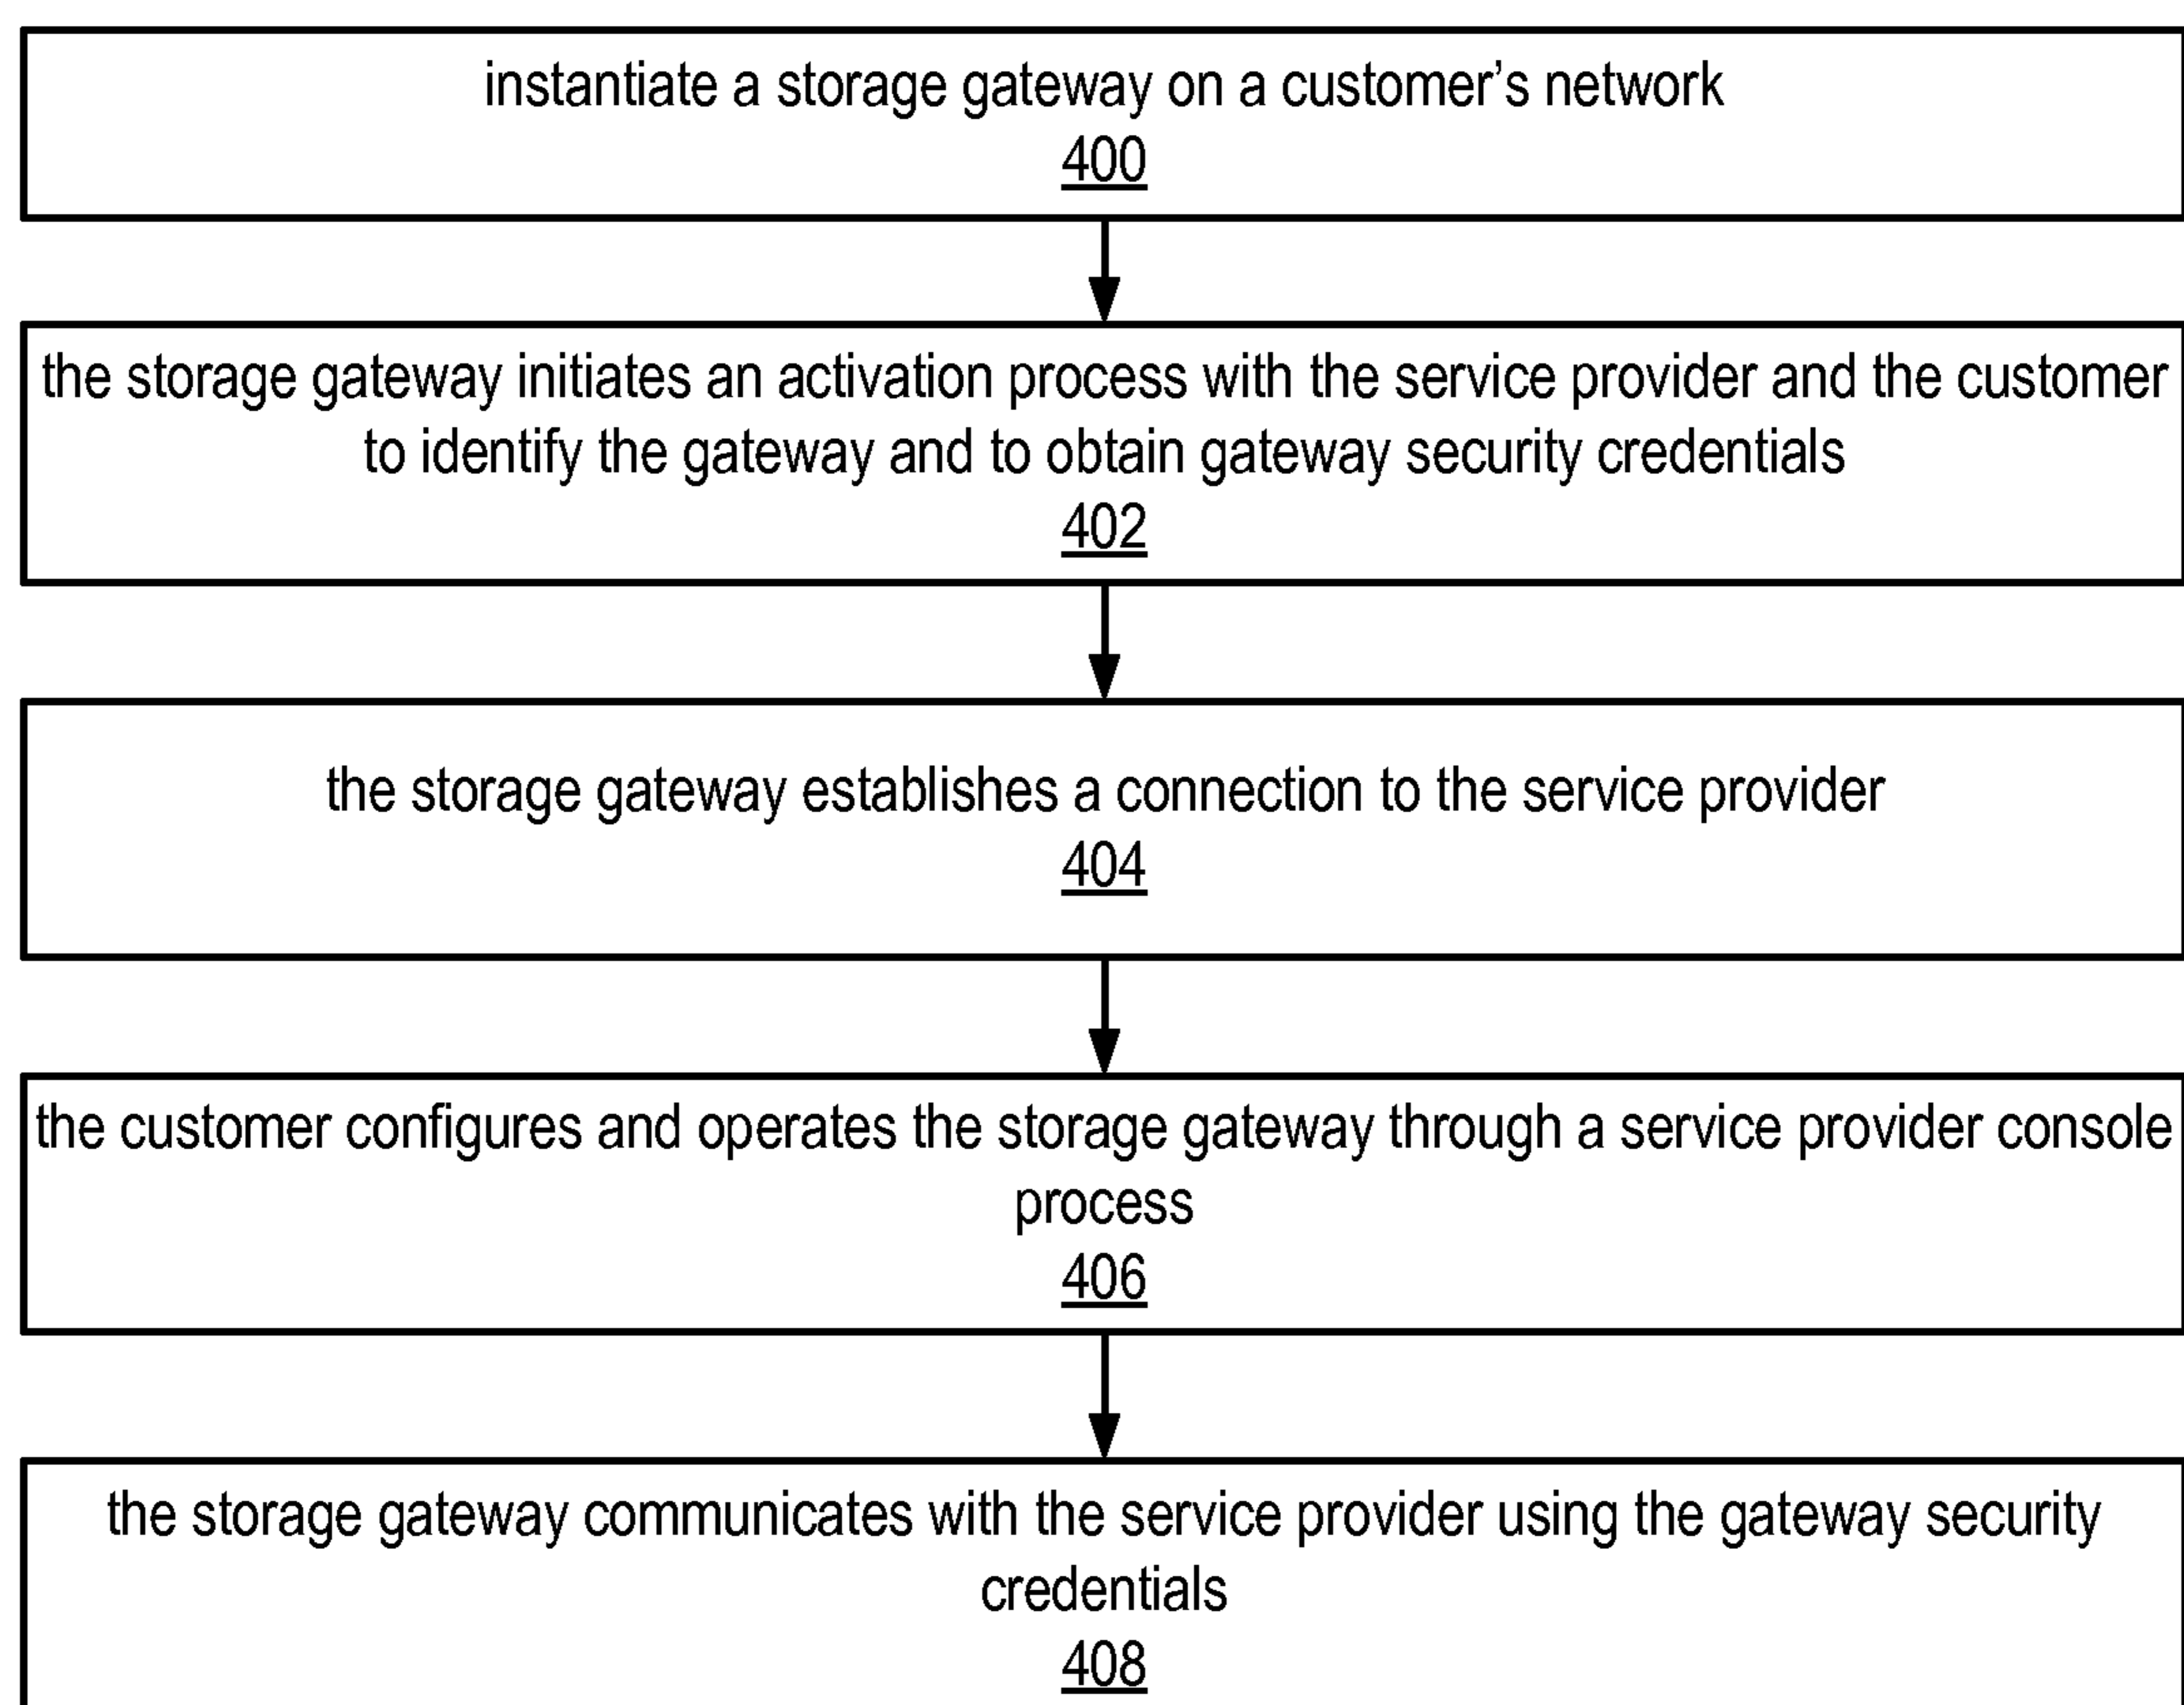 instantiate a storage gateway on a customer’s network
400
the storage gateway initiates an activation process with the service provider and the customer
to identify the gateway and to obtain gateway security credentials
402
the storage gateway establishes a connection to the service provider
404
the customer configures and operates the storage gateway through a service provider console
process
406
the storage gateway communicates with the service provider using the gateway security
credentials
408